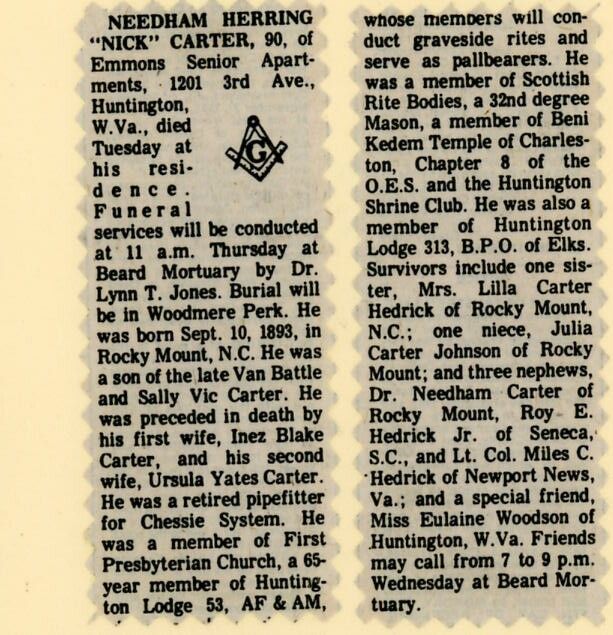 NEEDHAM HERRING
"NICK" CARTER, 90, of
Emmons Senior Apart-
ments, 1201 3rd Ave.,
Huntington,
W.Va., died
Tuesday at
his resi-
dence.
Funeral
services will be conducted
at 11 a.m. Thursday at
Beard Mortuary by Dr.
Lynn T. Jones. Burial will
be in Woodmere Perk. He
was born Sept. 10, 1893, in
Rocky Mount, N.C. He was
a son of the late Van Battle
and Sally Vic Carter. He
was preceded in death by
his first wife, Inez Blake
Carter, and his second
wife, Ursula Yates Carter.
He was a retired pipefitter
for Chessie System. He
was a member of First
Presbyterian Church, a 65-
year member of Hunting-
ton Lodge 53, AF & AM,
G
whose members will con-
duct graveside rites and
serve as pallbearers. He
was a member of Scottish
Rite Bodies, a 32nd degree
Mason, a member of Beni
Kedem Temple of Charles-
ton, Chapter 8 of the
O.E.S. and the Huntington
Shrine Club. He was also a
member of Huntington
Lodge 313, B.P.O. of Elks.
Survivors include one sis-
ter, Mrs. Lilla Carter
Hedrick of Rocky Mount,
N.C.; one niece, Julia
Carter Johnson of Rocky
Mount; and three nephews,
Dr. Needham Carter of
Rocky Mount, Roy E.
Hedrick Jr. of Seneca,
S.C., and Lt. Col. Miles C.
Hedrick of Newport News,
Va.; and a special friend,
Miss Eulaine Woodson of
Huntington, W.Va. Friends
may call from 7 to 9 p.m.
Wednesday at Beard Mor-
tuary.